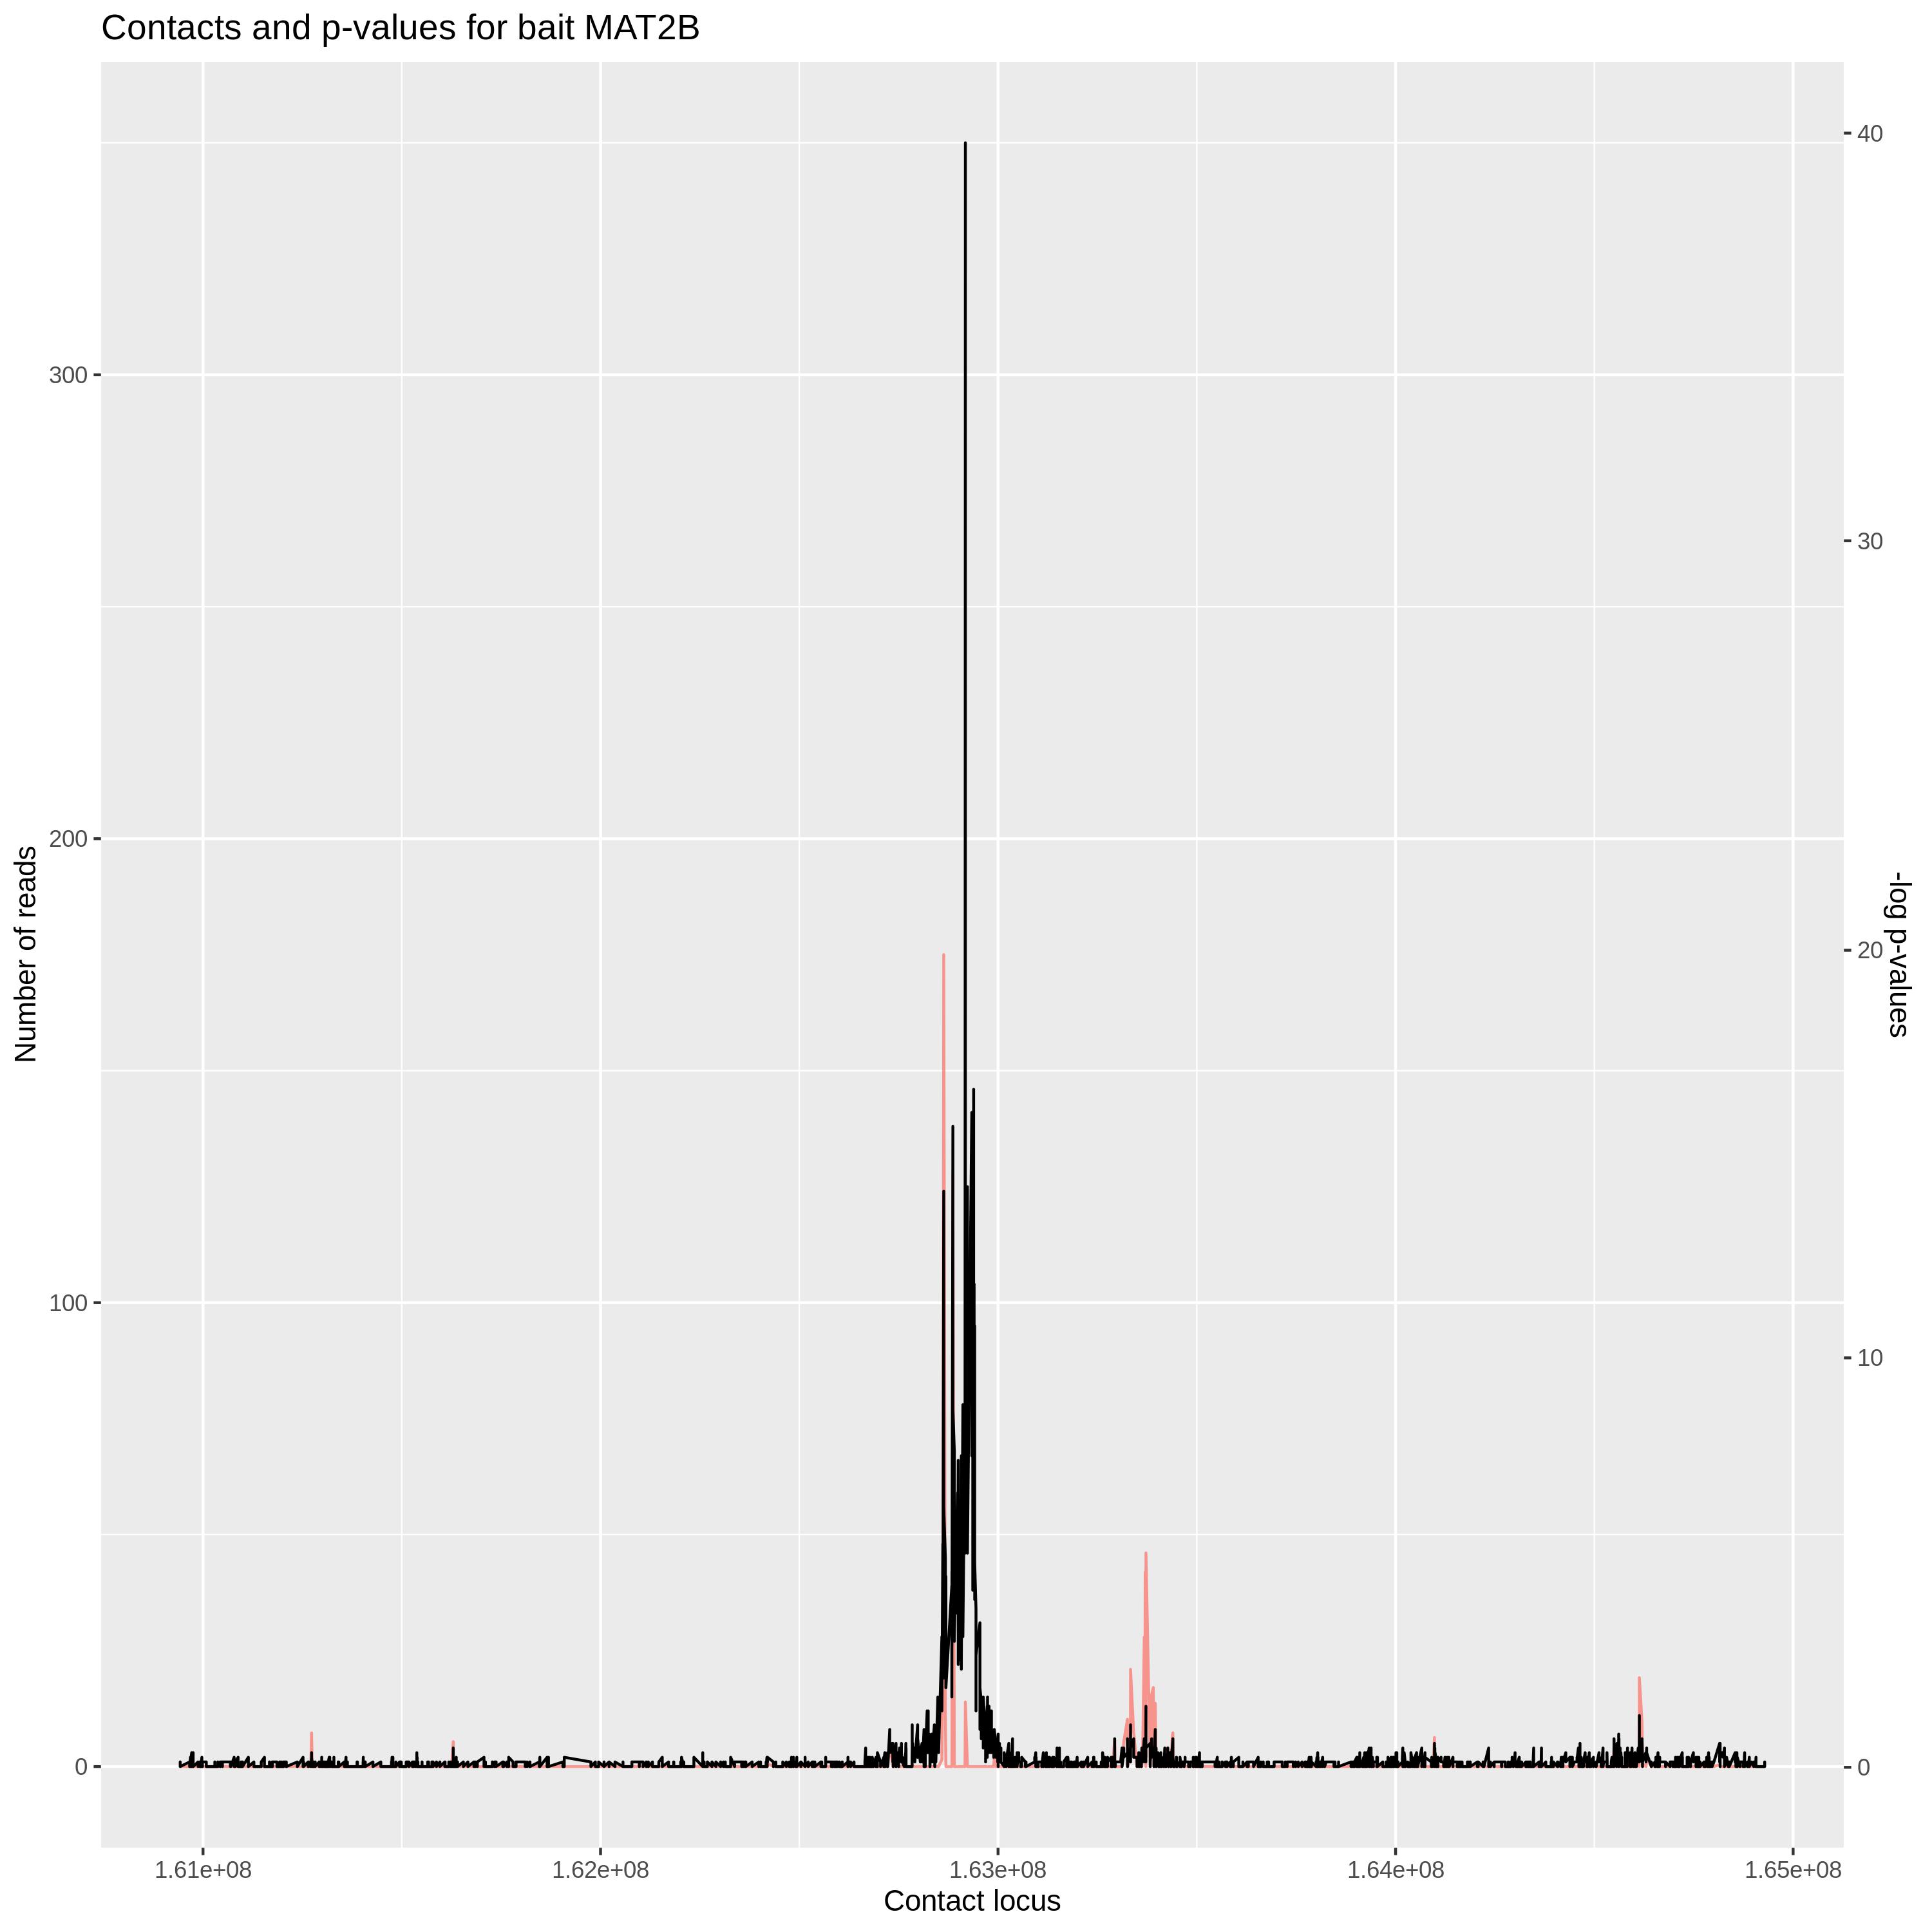 Contacts and p-values for bait MAT2B
40
300
30
200
20
100
10
0
0
Number of reads
-log p-values
1.61e+08 1.62e+08 1.63e+08 1.64e+08 1.65e+08
Contact locus